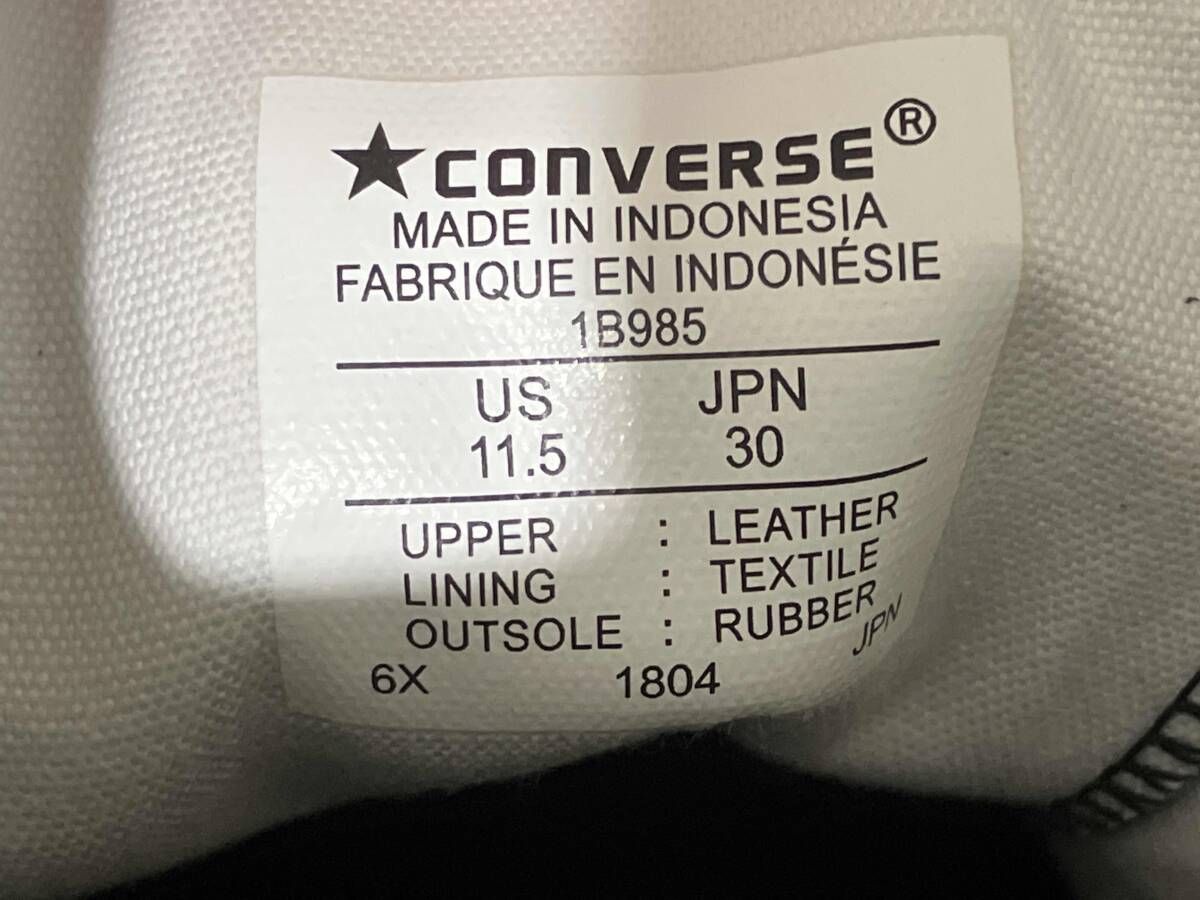 ★CONVERSE®
MADE IN INDONESIA
FABRIQUE EN INDONÉSIE
1B985
US JPN
11.5 30
UPPER : LEATHER
LINING : TEXTILE
OUTSOLE : RUBBER
JPN
6X 1804